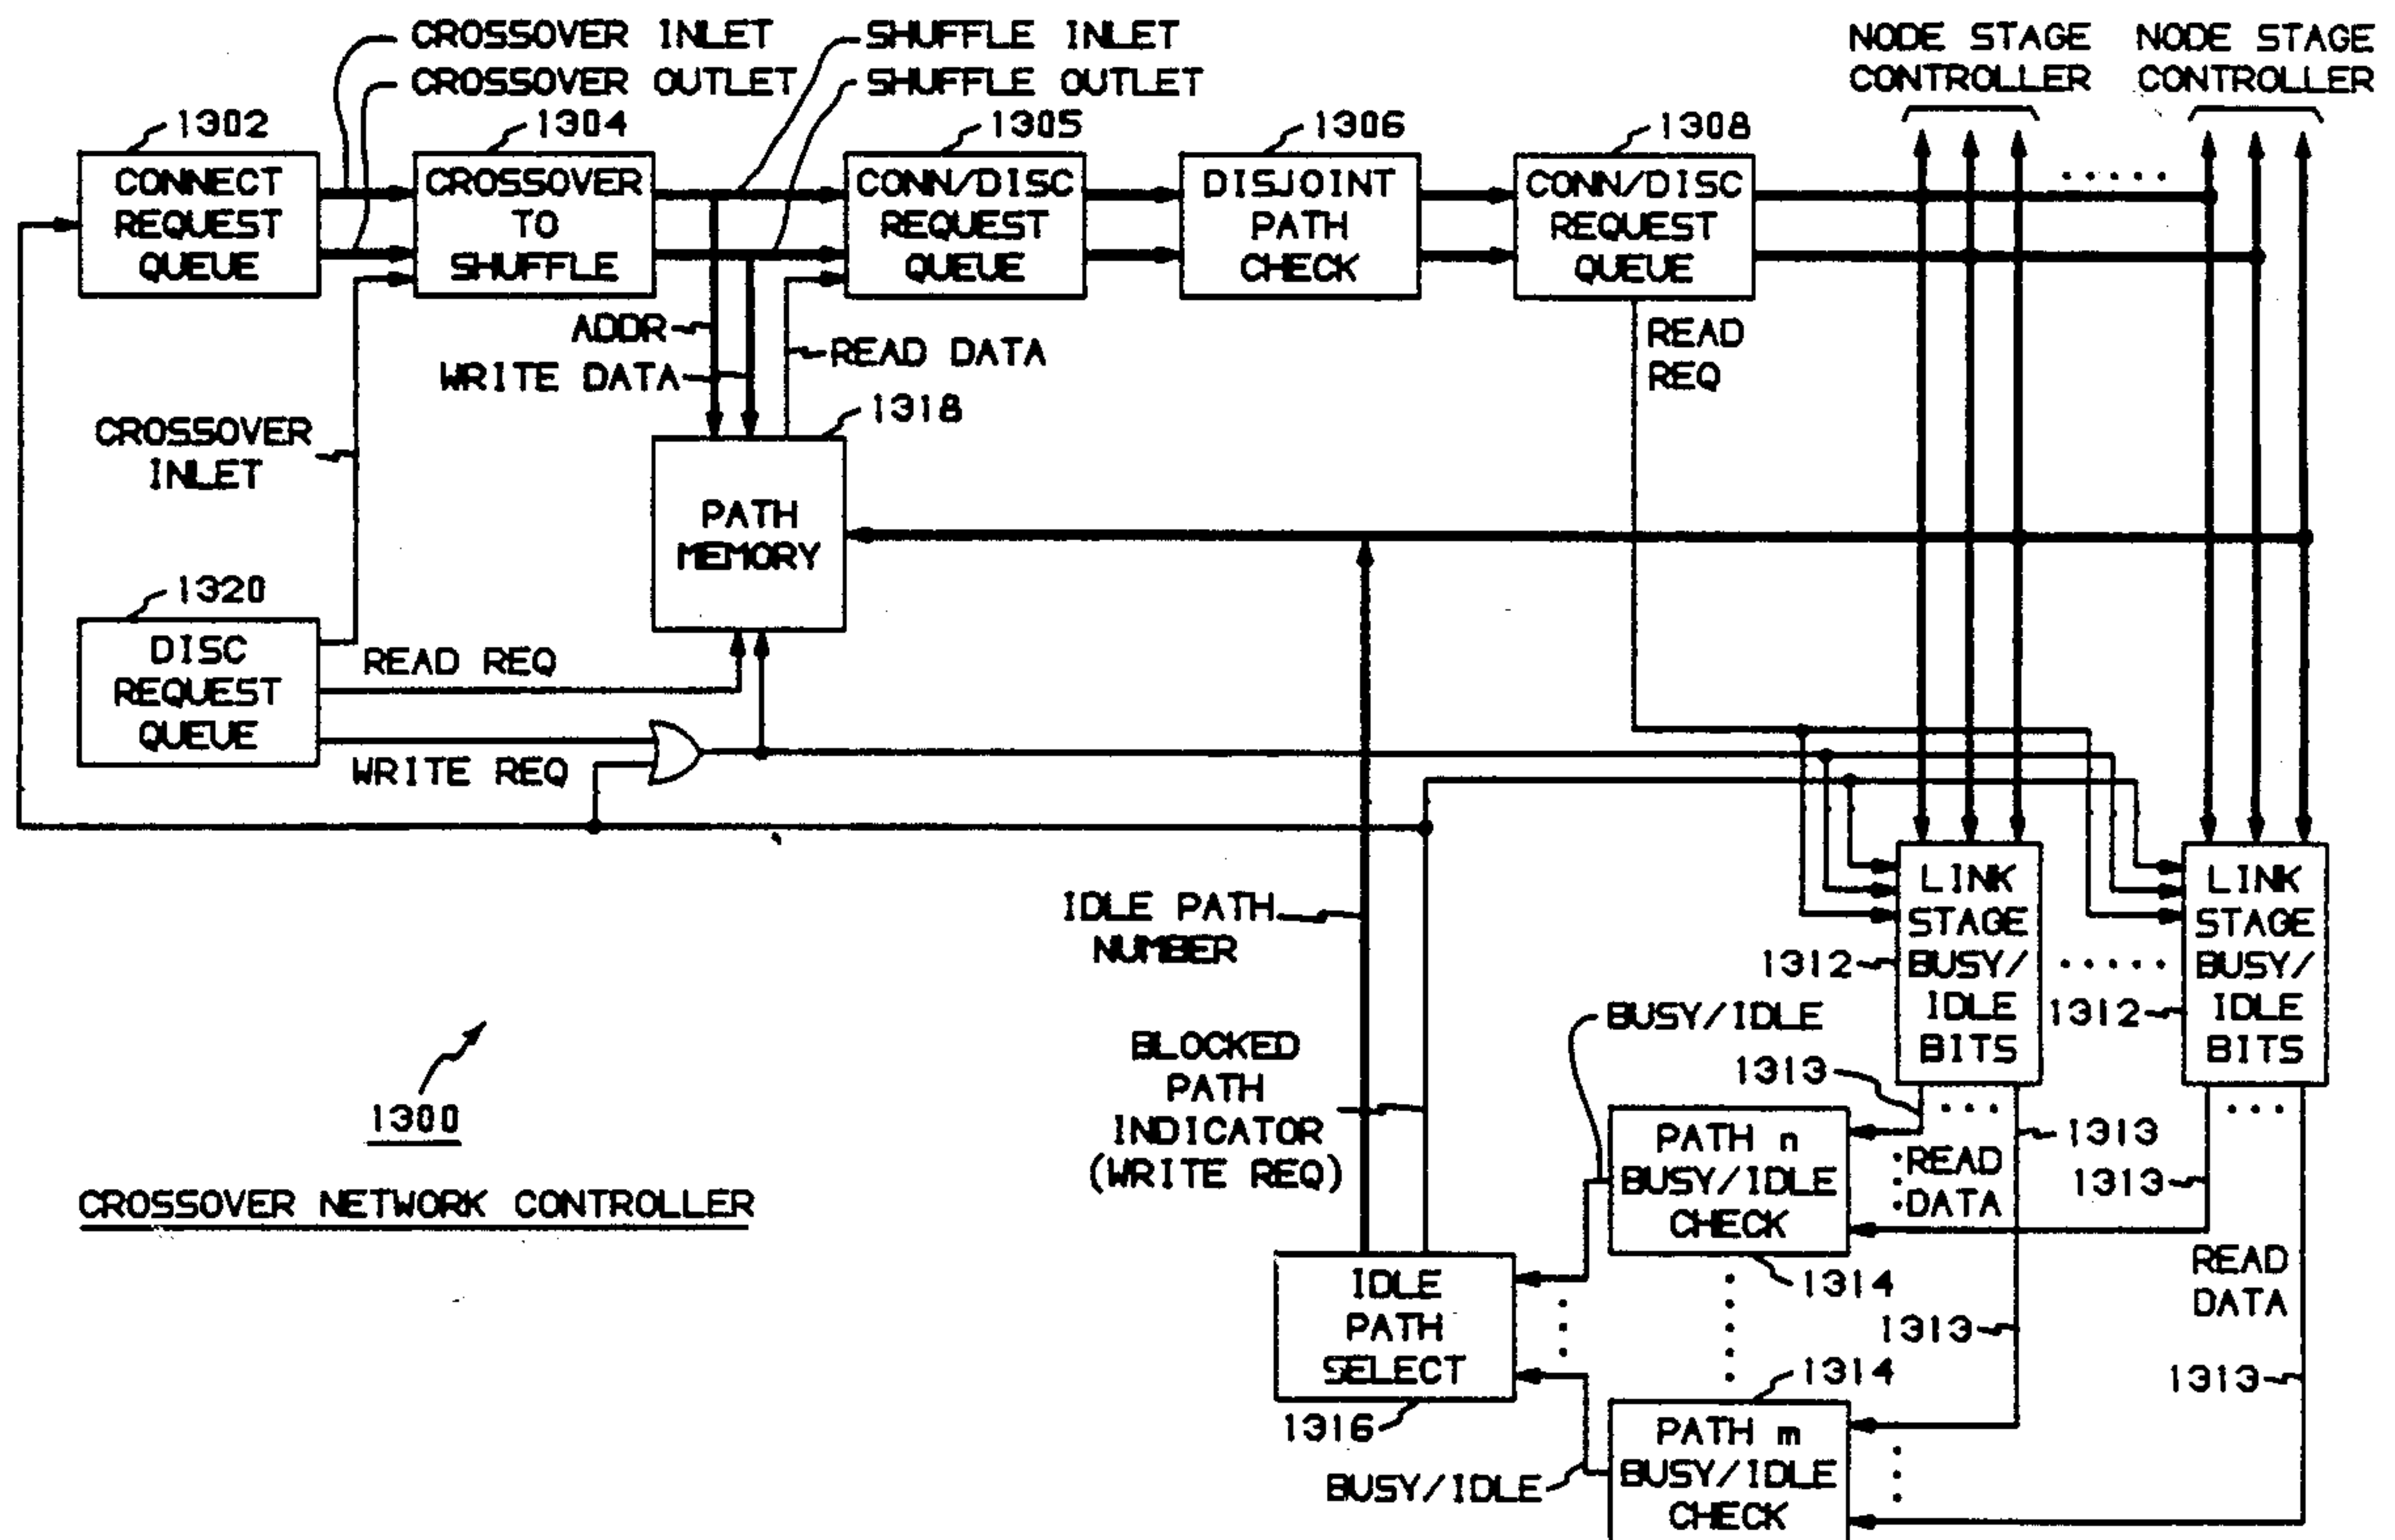 CROSSOVER INLET
CROSSOVER OUTLET
SHUFFLE INLET
SHUFFLE OUTLET
NODE STAGE
CONTROLLER
NODE STAGE
CONTROLLER
1302
CONNECT
REQUEST
QUEUE
1304
CROSSOVER
TO
SHUFFLE
1305
CONN/DISC
REQUEST
QUEUE
1306
DISJOINT
PATH
CHECK
1308
CONN/DISC
REQUEST
QUEUE
ADDR
WRITE DATA
READ DATA
READ
REQ
CROSSOVER
INLET
1318
PATH
MEMORY
1320
DISC
REQUEST
QUEUE
READ REQ
WRITE REQ
IDLE PATH
NUMBER
BLOCKED
PATH
INDICATOR
(WRITE REQ)
LINK
STAGE
BUSY/
IDLE
BITS
1312
LINK
STAGE
BUSY/
IDLE
BITS
1312
BUSY/IDLE
1313
PATH n
BUSY/IDLE
CHECK
1314
READ
DATA
1313
1313
READ
DATA
1313
1313
IDLE
PATH
SELECT
1316
1314
PATH m
BUSY/IDLE
CHECK
BUSY/IDLE
1300
CROSSOVER NETWORK CONTROLLER